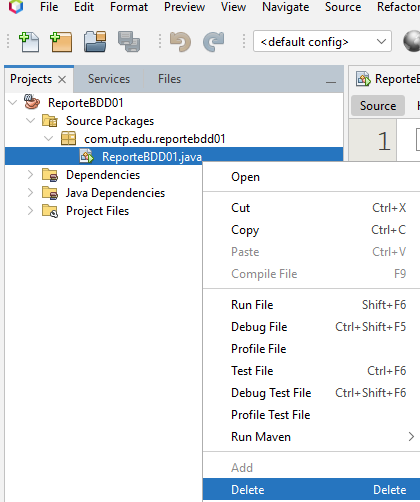 File Edit Format Preview View Navigate Source Refactor
<default config>
Projects Services Files
ReporteBDD01
Source Packages
com.utp.edu.reportebdd01
ReporteBDD01.java
Dependencies
Java Dependencies
Project Files
ReporteB
Source
1
Open
Cut Ctrl+X
Copy Ctrl+C
Paste Ctrl+V
Compile File F9
Run File Shift+F6
Debug File Ctrl+Shift+F5
Profile File
Test File Ctrl+F6
Debug Test File Ctrl+Shift+F6
Profile Test File
Run Maven
Add
Delete Delete